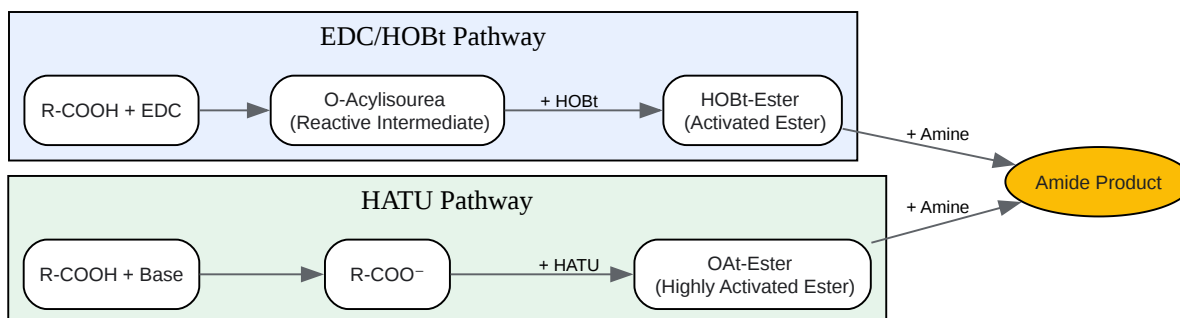 EDC/HOBt Pathway
R-COOH + EDC
O-Acylisourea
(Reactive Intermediate)
+ HOBt
HOBt-Ester
(Activated Ester)
+ Amine
Amide Product
HATU Pathway
R-COOH + Base
R-COO⁻
+ HATU
OAt-Ester
(Highly Activated Ester)
+ Amine